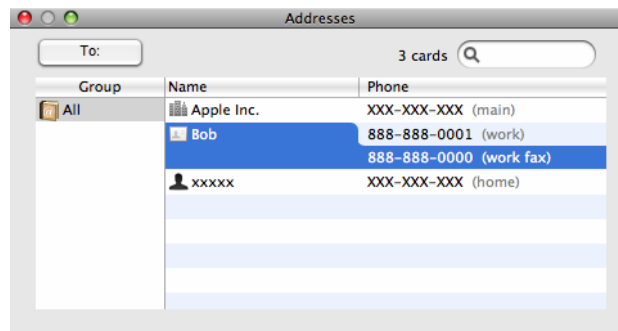 Addresses
To:
3 cards
Group Name Phone
All Apple Inc. XXX-XXX-XXX (main)
Bob 888-888-0001 (work)
888-888-0000 (work fax)
xxxxx XXX-XXX-XXX (home)